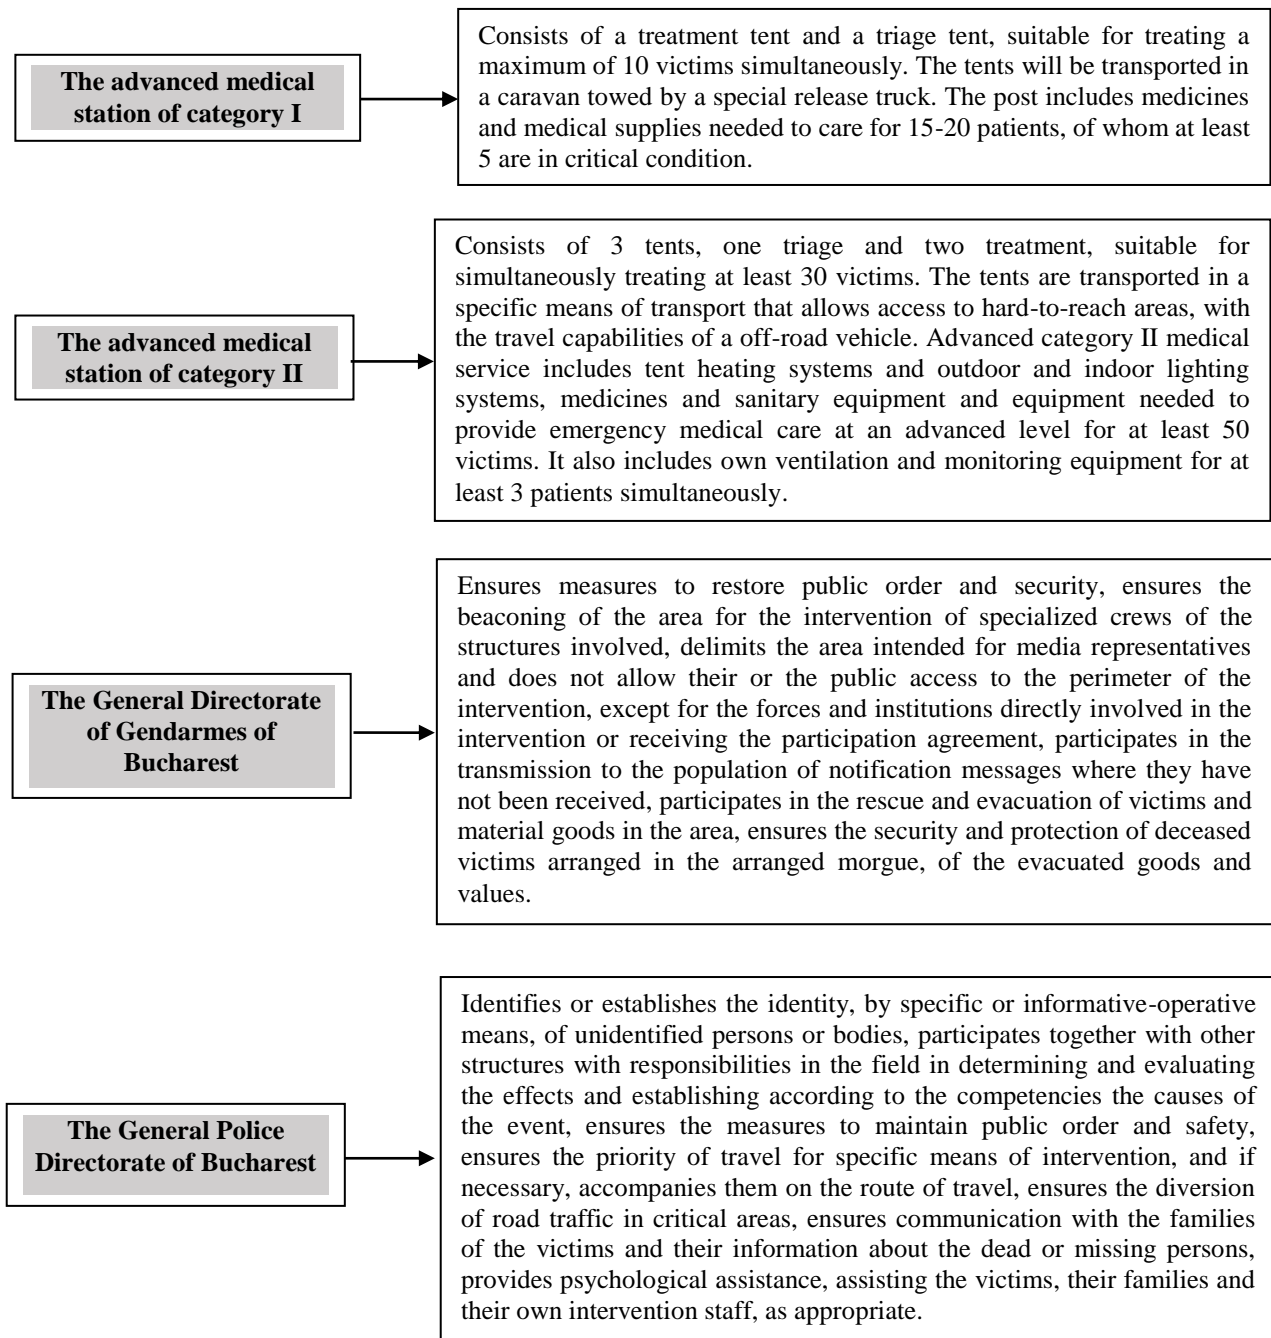 The advanced medical
station of category I
Consists of a treatment tent and a triage tent, suitable for treating a
maximum of 10 victims simultaneously. The tents will be transported in
a caravan towed by a special release truck. The post includes medicines
and medical supplies needed to care for 15-20 patients, of whom at least
5 are in critical condition.
The advanced medical
station of category II
Consists of 3 tents, one triage and two treatment, suitable for
simultaneously treating at least 30 victims. The tents are transported in a
specific means of transport that allows access to hard-to-reach areas, with
the travel capabilities of a off-road vehicle. Advanced category II medical
service includes tent heating systems and outdoor and indoor lighting
systems, medicines and sanitary equipment and equipment needed to
provide emergency medical care at an advanced level for at least 50
victims. It also includes own ventilation and monitoring equipment for at
least 3 patients simultaneously.
The General Directorate
of Gendarmes of
Bucharest
Ensures measures to restore public order and security, ensures the
beaconing of the area for the intervention of specialized crews of the
structures involved, delimits the area intended for media representatives
and does not allow their or the public access to the perimeter of the
intervention, except for the forces and institutions directly involved in the
intervention or receiving the participation agreement, participates in the
transmission to the population of notification messages where they have
not been received, participates in the rescue and evacuation of victims and
material goods in the area, ensures the security and protection of deceased
victims arranged in the arranged morgue, of the evacuated goods and
values.
The General Police
Directorate of Bucharest
Identifies or establishes the identity, by specific or informative-operative
means, of unidentified persons or bodies, participates together with other
structures with responsibilities in the field in determining and evaluating
the effects and establishing according to the competencies the causes of
the event, ensures the measures to maintain public order and safety,
ensures the priority of travel for specific means of intervention, and if
necessary, accompanies them on the route of travel, ensures the diversion
of road traffic in critical areas, ensures communication with the families
of the victims and their information about the dead or missing persons,
provides psychological assistance, assisting the victims, their families and
their own intervention staff, as appropriate.